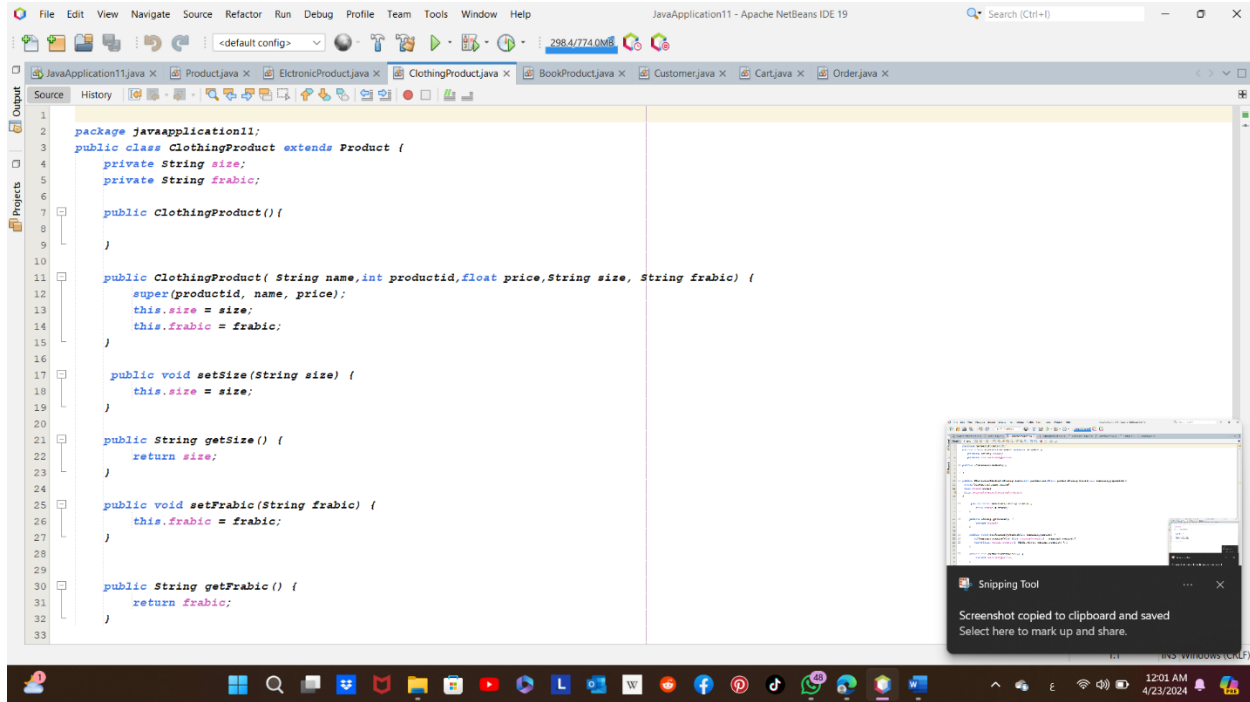 File Edit View Navigate Source Refactor Run Debug Profile Team Tools Window Help JavaApplication11 - Apache NetBeans IDE 19 Search (Ctrl+I)
<default config> 298.4/774.0MB
JavaApplication11.java Product.java ElctronicProduct.java ClothingProduct.java BookProduct.java Customer.java Cart.java Order.java
Output
Projects
Source History
1
2 package javaapplication11;
3 public class ClothingProduct extends Product {
4 private String size;
5 private String frabic;
6
7 public ClothingProduct(){
8
9 }
10
11 public ClothingProduct( String name,int productid,float price,String size, String frabic) {
12 super(productid, name, price);
13 this.size = size;
14 this.frabic = frabic;
15 }
16
17 public void setSize(String size) {
18 this.size = size;
19 }
20
21 public String getSize() {
22 return size;
23 }
24
25 public void setFrabic(String frabic) {
26 this.frabic = frabic;
27 }
28
29
30 public String getFrabic() {
31 return frabic;
32 }
33
Snipping Tool
Screenshot copied to clipboard and saved
Select here to mark up and share.
1:1 INS Windows (CRLF)
1 L W 48 ع 12:01 AM
4/23/2024